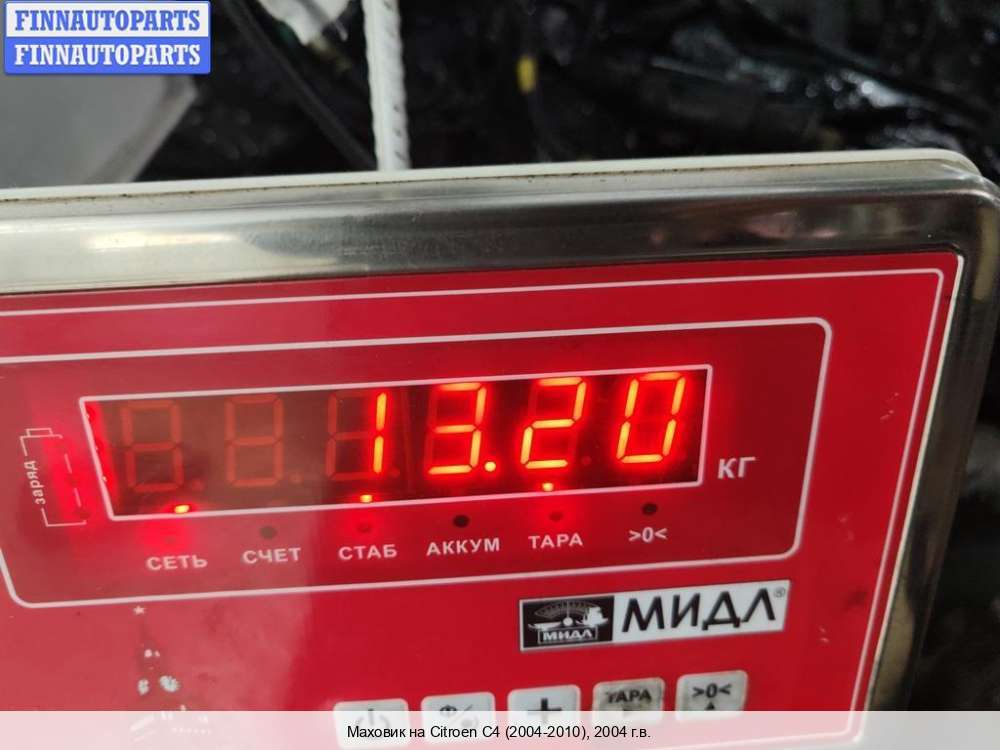 FINNAUTOPARTS
FINNAUTOPARTS
13.20
КГ
заряд
СЕТЬ СЧЕТ СТАБ АККУМ ТАРА >0<
МИДЛ МИДЛ®
ТАРА >0<
Маховик на Citroen C4 (2004-2010), 2004 г.в.